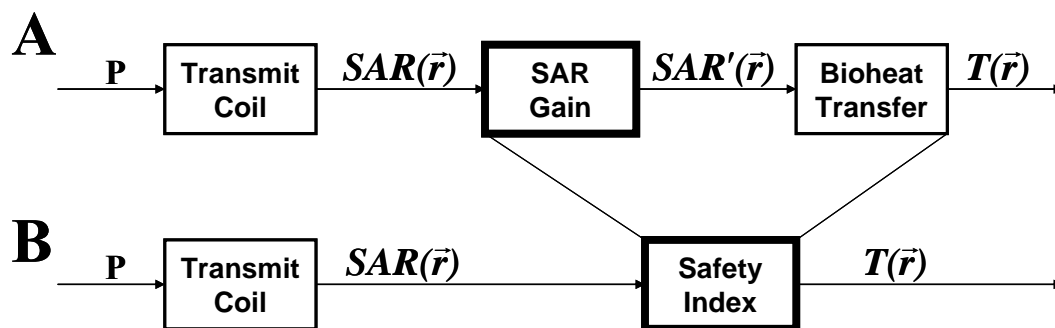 A
P
Transmit
Coil
SAR(r⃗)
SAR
Gain
SAR'(r⃗)
Bioheat
Transfer
T(r⃗)
B
P
Transmit
Coil
SAR(r⃗)
Safety
Index
T(r⃗)